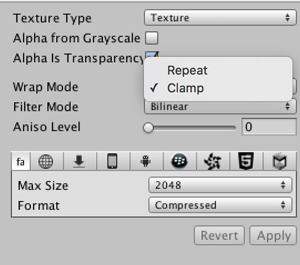 Texture Type Texture
Alpha from Grayscale
Alpha Is Transparency
Repeat
Wrap Mode Clamp
Filter Mode Bilinear
Aniso Level 0
fa
Max Size 2048
Format Compressed
Revert Apply